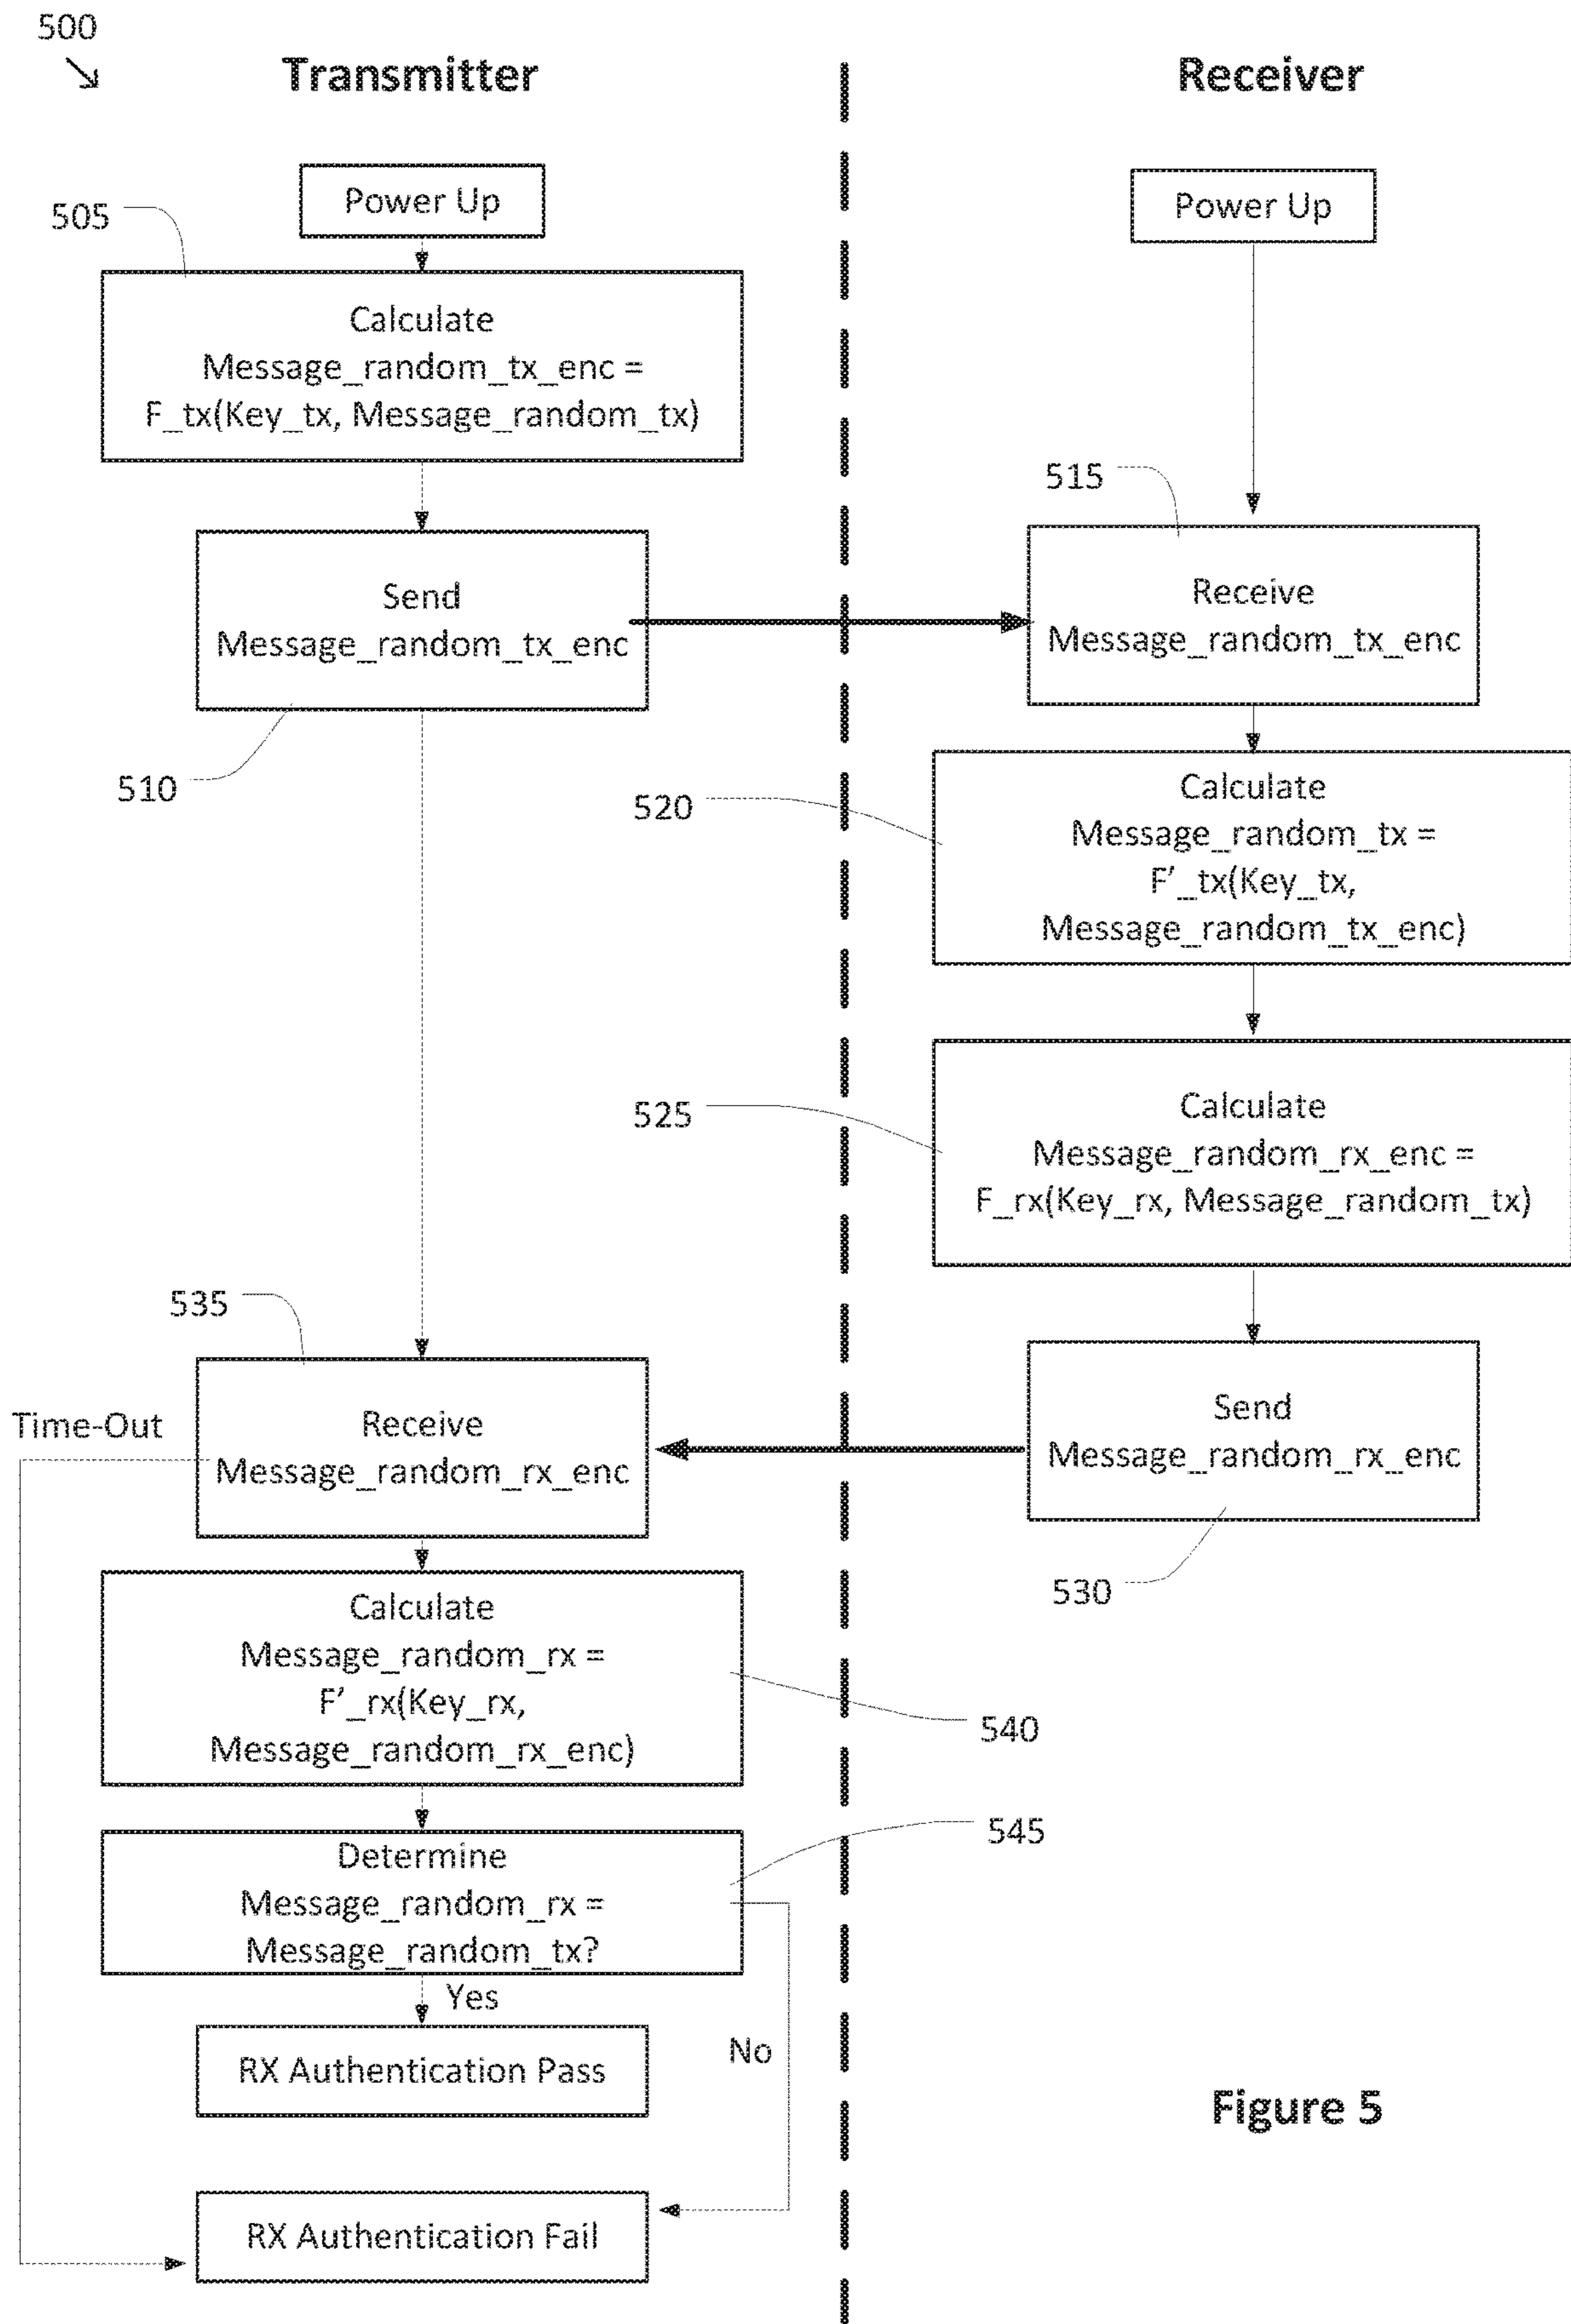 500
Transmitter
Receiver
Power Up
Power Up
505
Calculate
Message_random_tx_enc =
F_tx(Key_tx, Message_random_tx)
515
Send
Message_random_tx_enc
Receive
Message_random_tx_enc
510
520
Calculate
Message_random_tx =
F'_tx(Key_tx,
Message_random_tx_enc)
525
Calculate
Message_random_rx_enc =
F_rx(Key_rx, Message_random_tx)
535
Time-Out
Receive
Message_random_rx_enc
Send
Message_random_rx_enc
530
Calculate
Message_random_rx =
F'_rx(Key_rx,
Message_random_rx_enc)
540
545
Determine
Message_random_rx =
Message_random_tx?
Yes
No
RX Authentication Pass
RX Authentication Fail
Figure 5